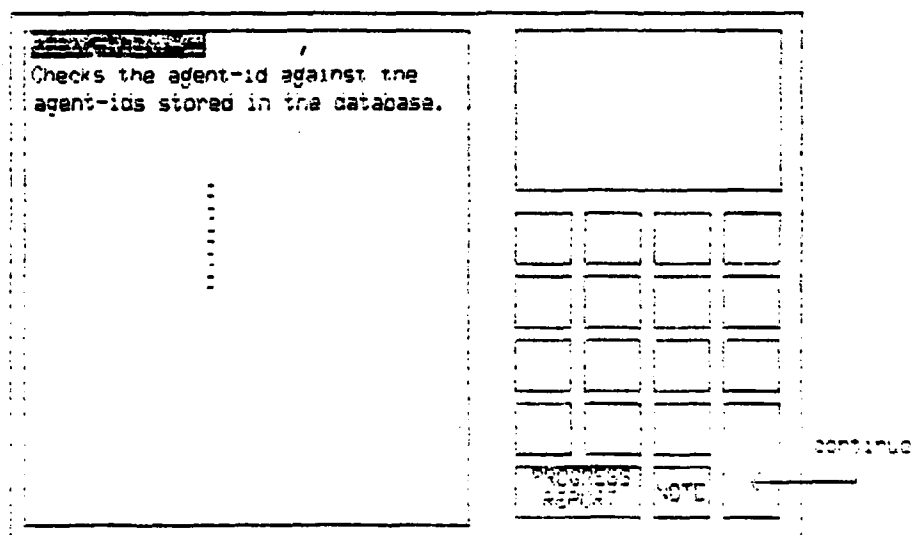 Checks the agent-id against the
agent-ids stored in the database.
continue
PROGRESS
REPORT
NOTE